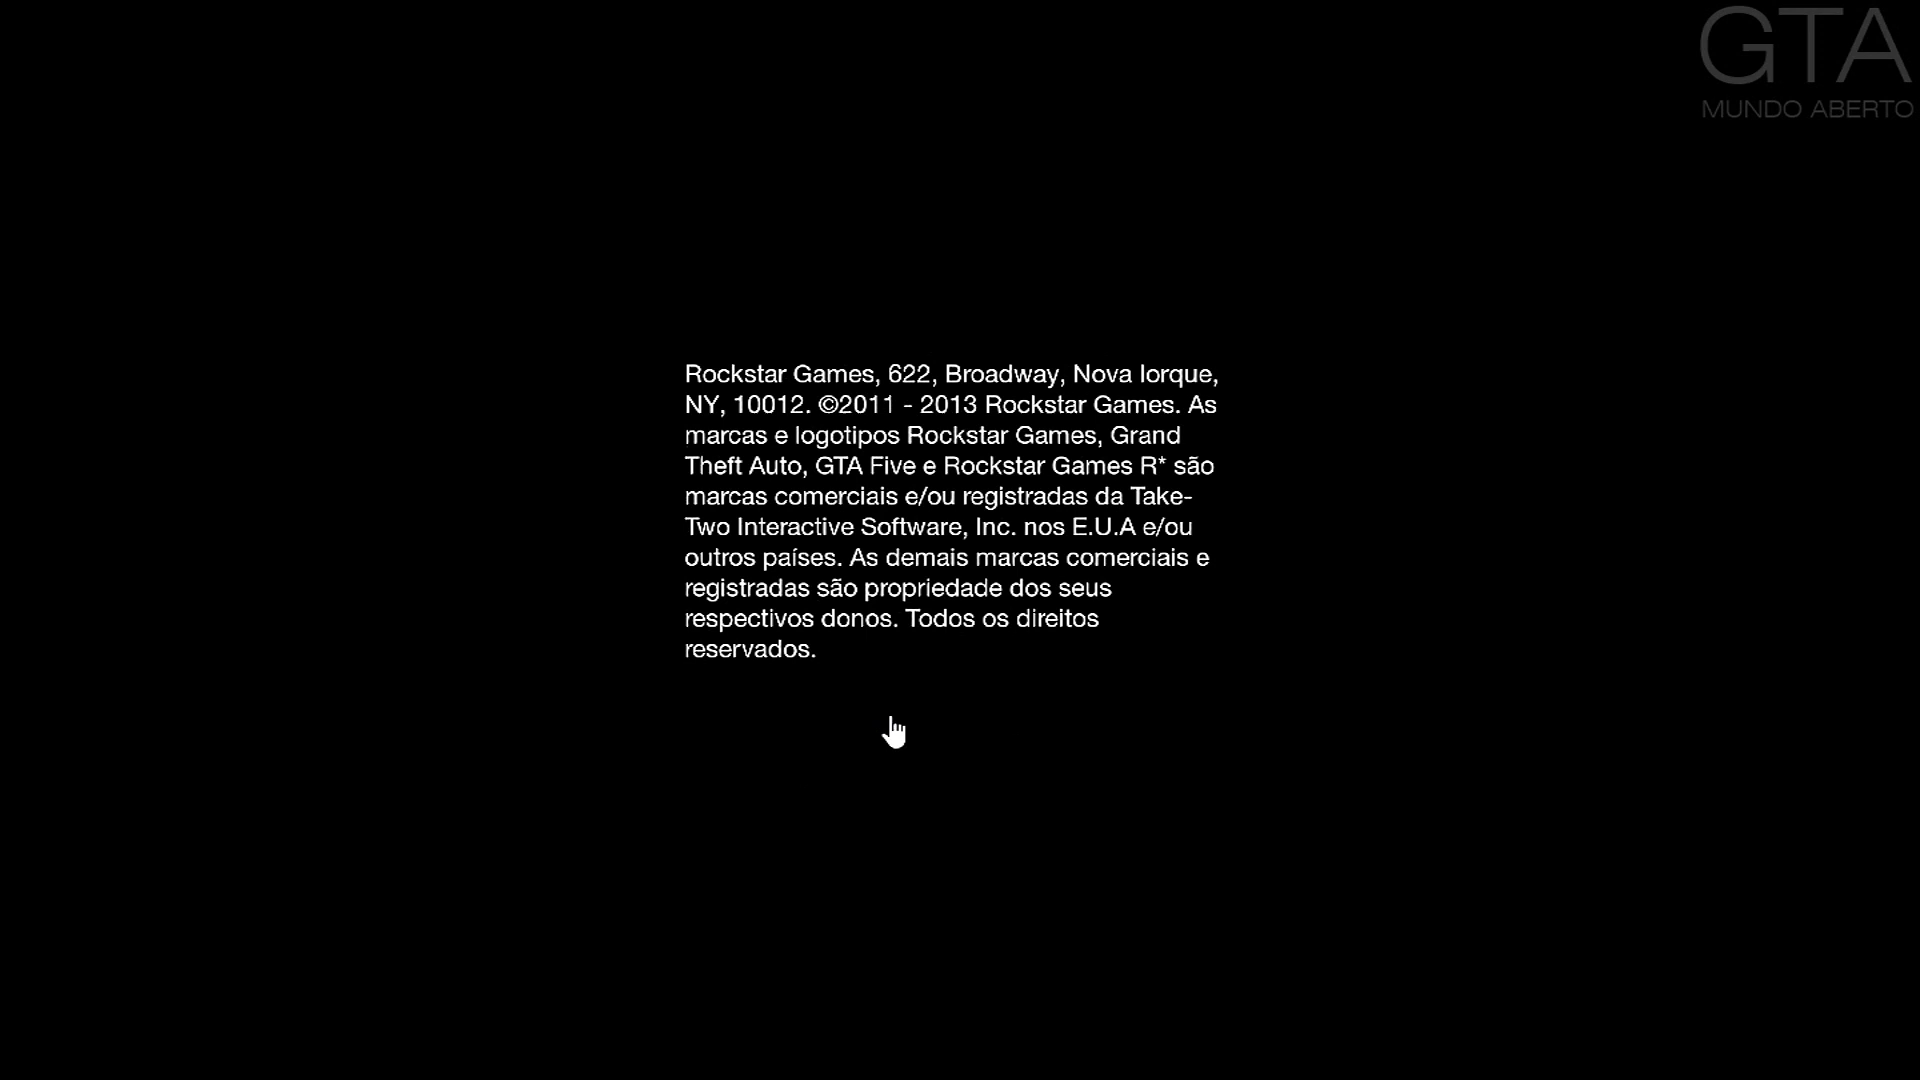 GTA
MUNDO ABERTO
Rockstar Games, 622, Broadway, Nova Iorque,
NY, 10012. ©2011 - 2013 Rockstar Games. As
marcas e logotipos Rockstar Games, Grand
Theft Auto, GTA Five e Rockstar Games R* são
marcas comerciais e/ou registradas da Take-
Two Interactive Software, Inc. nos E.U.A e/ou
outros países. As demais marcas comerciais e
registradas são propriedade dos seus
respectivos donos. Todos os direitos
reservados.